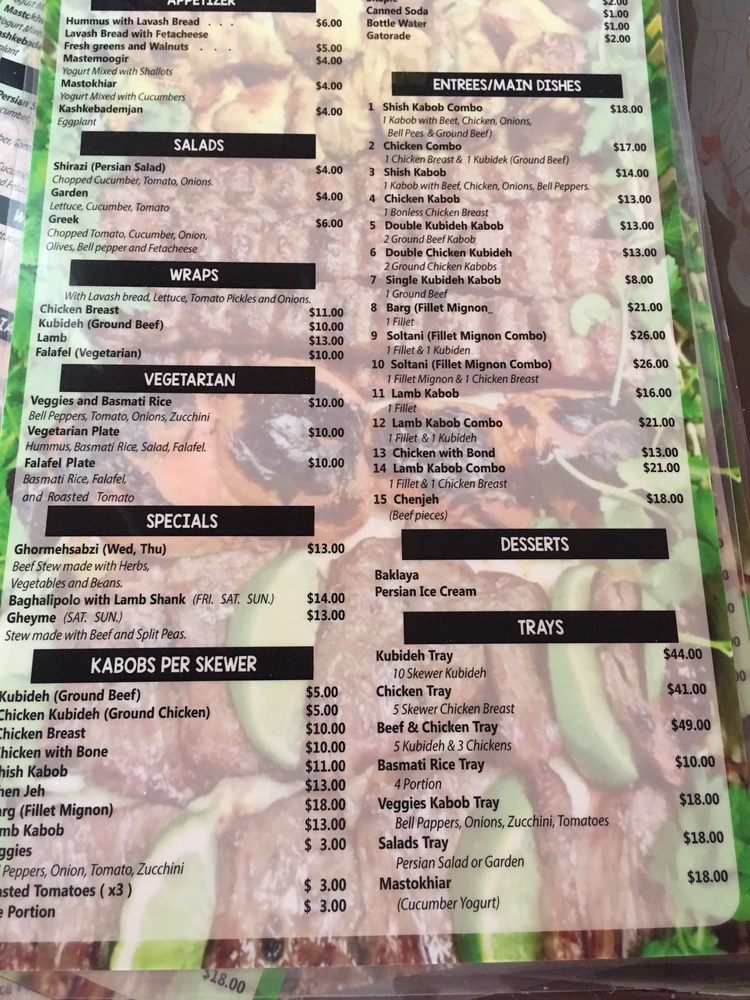 APPETIZER
Hummus with Lavash Bread . . . $6.00
Lavash Bread with Fetacheese
Fresh greens and Walnuts . . . $5.00
Mastemoogir $4.00
Yogurt Mixed with Shallots
Mastokhiar $4.00
Yogurt Mixed with Cucumbers
Kashkebademjan $4.00
Eggplant
SALADS
Shirazi (Persian Salad) $4.00
Chopped Cucumber, Tomato, Onions.
Garden $4.00
Lettuce, Cucumber, Tomato
Greek $6.00
Chopped Tomato, Cucumber, Onion,
Olives, Bell pepper and Fetacheese
WRAPS
With Lavash bread, Lettuce, Tomato Pickles and Onions.
Chicken Breast $11.00
Kubideh (Ground Beef) $10.00
Lamb $13.00
Falafel (Vegetarian) $10.00
VEGETARIAN
Veggies and Basmati Rice $10.00
Bell Peppers, Tomato, Onions, Zucchini
Vegetarian Plate $10.00
Hummus, Basmati Rice, Salad, Falafel.
Falafel Plate $10.00
Basmati Rice, Falafel,
and Roasted Tomato
SPECIALS
Ghormehsabzi (Wed, Thu) $13.00
Beef Stew made with Herbs,
Vegetables and Beans.
Baghalipolo with Lamb Shank (FRI. SAT. SUN.) $14.00
Gheyme (SAT. SUN.) $13.00
Stew made with Beef and Split Peas.
KABOBS PER SKEWER
Kubideh (Ground Beef) $5.00
Chicken Kubideh (Ground Chicken) $5.00
Chicken Breast $10.00
hicken with Bone $10.00
hish Kabob $11.00
hen Jeh $13.00
rg (Fillet Mignon) $18.00
mb Kabob $13.00
ggies $ 3.00
Peppers, Onion, Tomato, Zucchini
sted Tomatoes ( x3 ) $ 3.00
e Portion $ 3.00
$2.00
Canned Soda $1.00
Bottle Water $1.00
Gatorade $2.00
ENTREES/MAIN DISHES
1 Shish Kabob Combo $18.00
1 Kabob with Beet, Chicken, Onions,
Bell Pees & Ground Beef)
2 Chicken Combo $17.00
1 Chicken Breast & 1 Kubidek (Ground Beef)
3 Shish Kabob $14.00
1 Kabob with Beef, Chicken, Onions, Bell Peppers.
4 Chicken Kabob $13.00
1 Bonless Chicken Breast
5 Double Kubideh Kabob $13.00
2 Ground Beef Kabob
6 Double Chicken Kubideh $13.00
2 Ground Chicken Kabobs
7 Single Kubideh Kabob $8.00
1 Ground Beef
8 Barg (Fillet Mignon_ $21.00
1 Fillet
9 Soltani (Fillet Mignon Combo) $26.00
1 Fillet & 1 Kubiden
10 Soltani (Fillet Mignon Combo) $26.00
1 Fillet Mignon & 1 Chicken Breast
11 Lamb Kabob $16.00
1 Fillet
12 Lamb Kabob Combo $21.00
1 Fillet & 1 Kubideh
13 Chicken with Bond $13.00
14 Lamb Kabob Combo $21.00
1 Fillet & 1 Chicken Breast
15 Chenjeh $18.00
(Beef pieces)
DESSERTS
Baklaya
Persian Ice Cream
TRAYS
Kubideh Tray $44.00
10 Skewer Kubideh
Chicken Tray $41.00
5 Skewer Chicken Breast
Beef & Chicken Tray $49.00
5 Kubideh & 3 Chickens
Basmati Rice Tray $10.00
4 Portion
Veggies Kabob Tray $18.00
Bell Pappers, Onions, Zucchini, Tomatoes
Salads Tray $18.00
Persian Salad or Garden
Mastokhiar $18.00
(Cucumber Yogurt)
$18.00